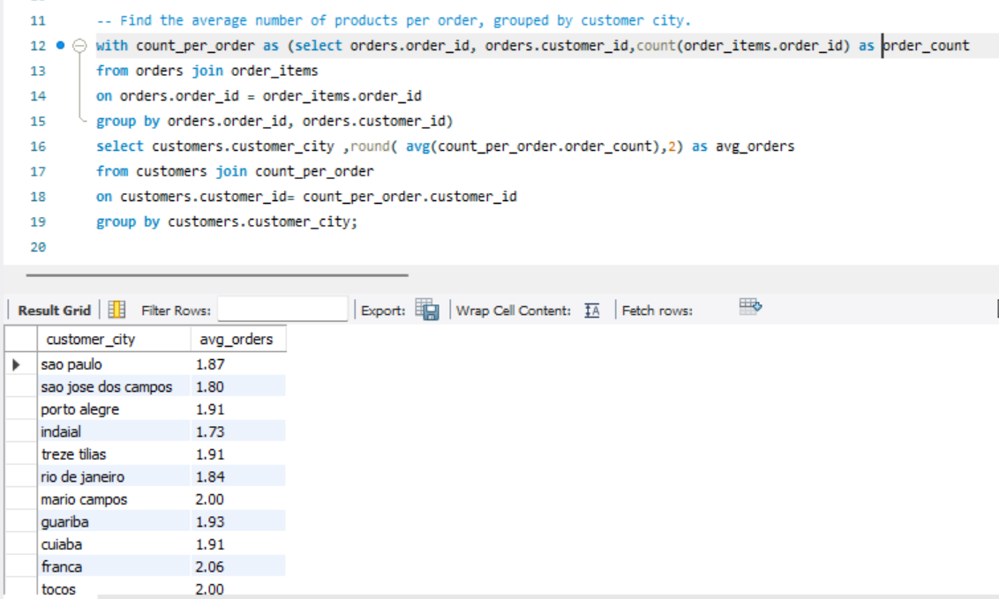 11 -- Find the average number of products per order, grouped by customer city.
12 with count_per_order as (select orders.order_id, orders.customer_id,count(order_items.order_id) as order_count
13 from orders join order_items
14 on orders.order_id = order_items.order_id
15 group by orders.order_id, orders.customer_id)
16 select customers.customer_city ,round( avg(count_per_order.order_count),2) as avg_orders
17 from customers join count_per_order
18 on customers.customer_id= count_per_order.customer_id
19 group by customers.customer_city;
20
Result Grid Filter Rows: Export: Wrap Cell Content: IA Fetch rows:
customer_city avg_orders
sao paulo 1.87
sao jose dos campos 1.80
porto alegre 1.91
indaial 1.73
treze tilias 1.91
rio de janeiro 1.84
mario campos 2.00
guariba 1.93
cuiaba 1.91
franca 2.06
tocos 2.00